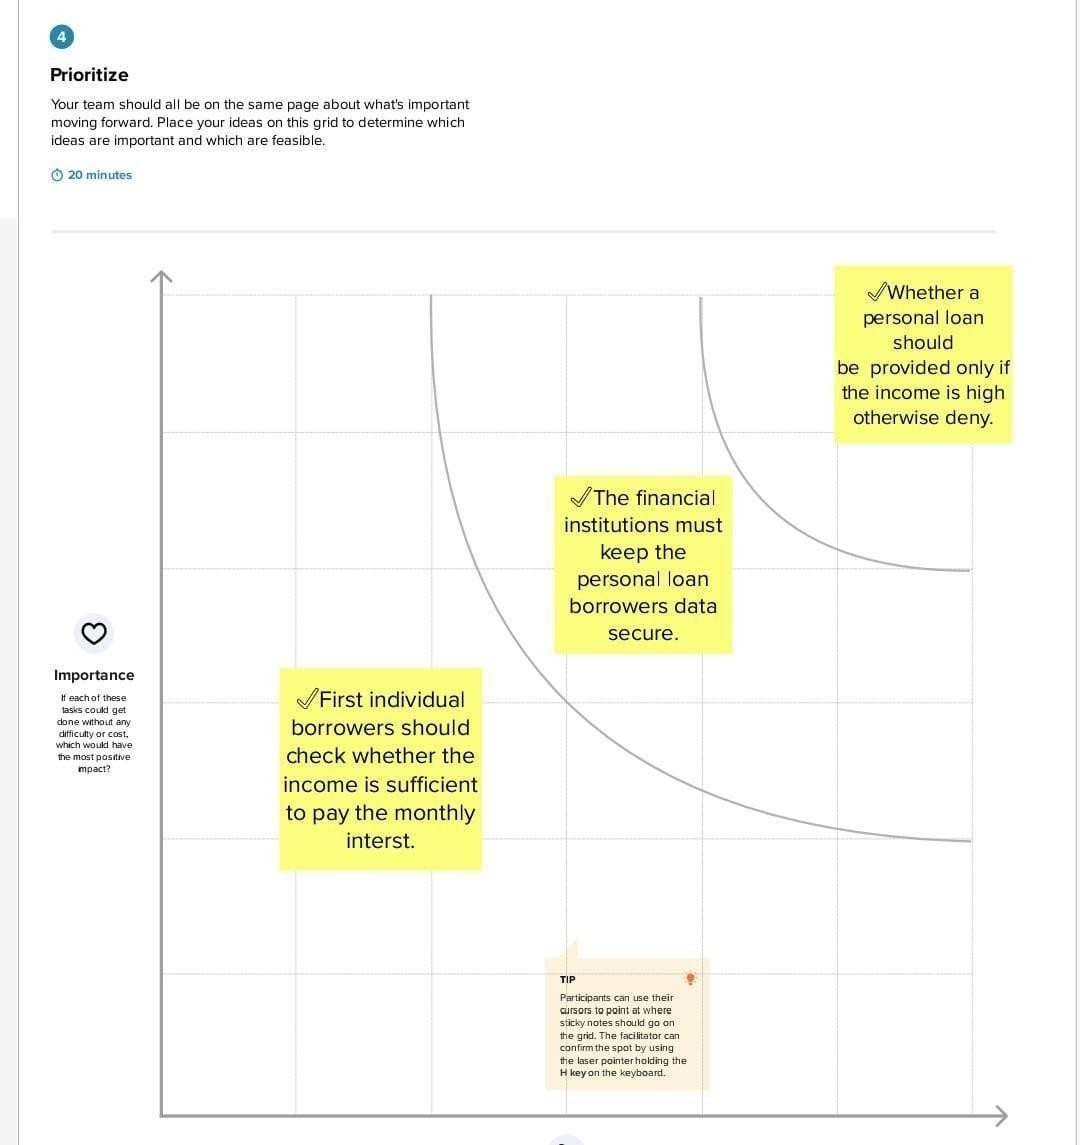 4
Prioritize
Your team should all be on the same page about what's important
moving forward. Place your ideas on this grid to determine which
ideas are important and which are feasible.
20 minutes
✓Whether a
personal loan
should
be provided only if
the income is high
otherwise deny.
✓The financial
institutions must
keep the
personal loan
borrowers data
secure.
Importance
If each of these
tasks could get
done without any
difficulty or cost,
which would have
the most positive
impact?
✓First individual
borrowers should
check whether the
income is sufficient
to pay the monthly
interst.
TIP
Participants can use their
cursors to point at where
sticky notes should go on
the grid. The facilitator can
confirm the spot by using
the laser pointer holding the
H key on the keyboard.